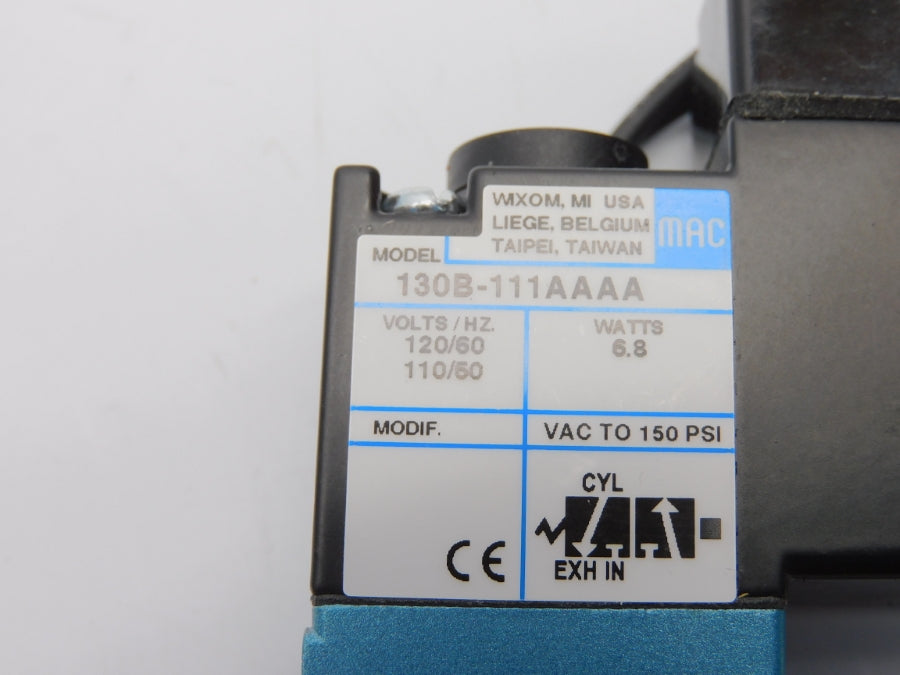 WIXOM, MI USA
LIEGE, BELGIUM
TAIPEI, TAIWAN
MAC
MODEL
130B-111AAAA
VOLTS/HZ.
120/60
110/50
WATTS
6.8
MODIF.
VAC TO 150 PSI
CYL
EXH IN
CE